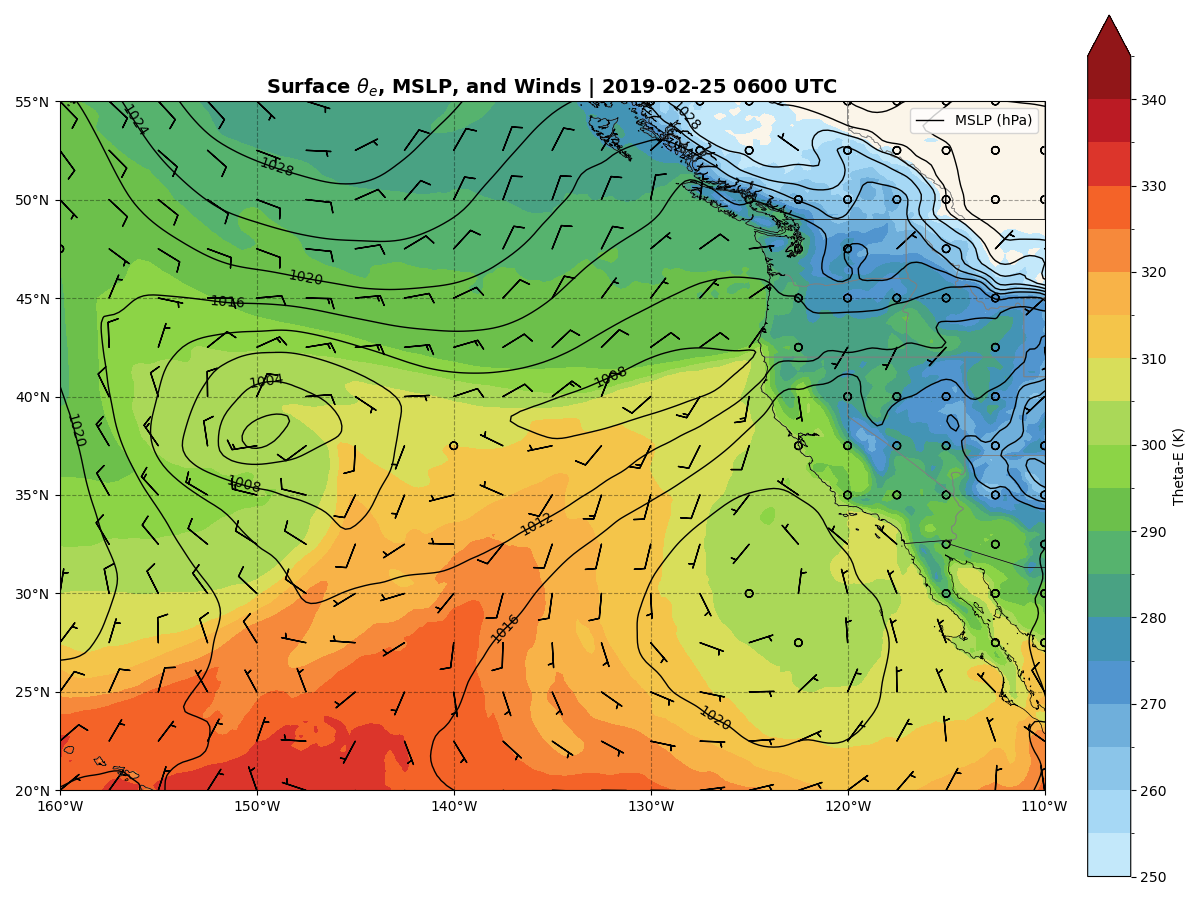 Surface θe, MSLP, and Winds | 2019-02-25 0600 UTC
MSLP (hPa)
55°N
50°N
45°N
40°N
35°N
30°N
25°N
20°N
160°W
150°W
140°W
130°W
120°W
110°W
1024
1028
1028
1020
1016
1004
1008
1020
1008
1012
1016
1020
340
330
320
310
300
290
280
270
260
250
Theta-E (K)